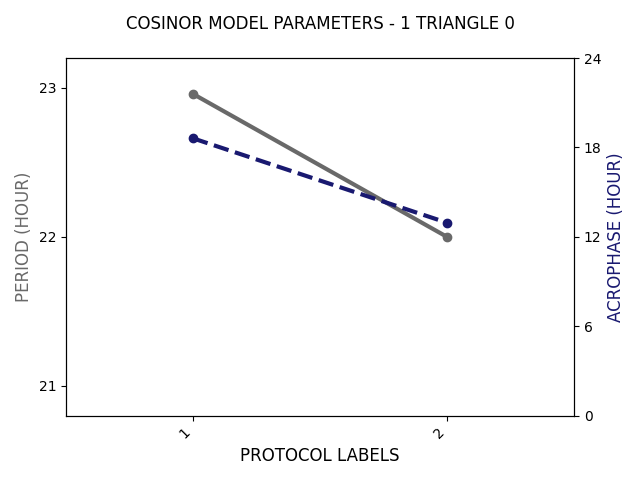 COSINOR MODEL PARAMETERS - 1 TRIANGLE 0
23
22
21
PERIOD (HOUR)
24
18
12
6
0
ACROPHASE (HOUR)
1
2
PROTOCOL LABELS